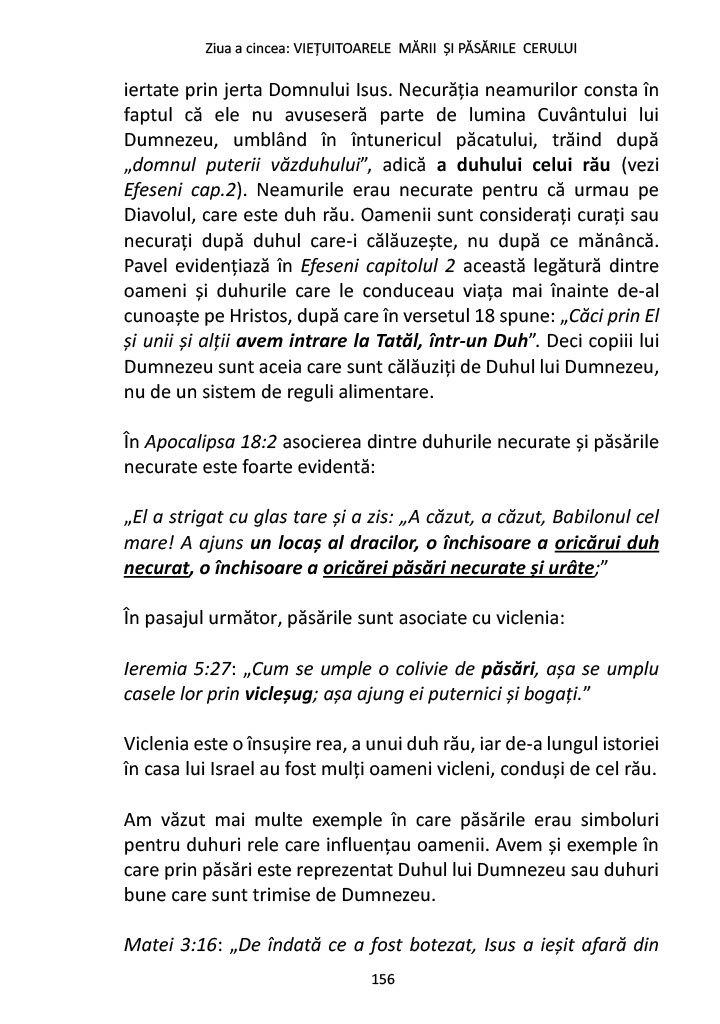 Ziua a cincea: VIEȚUITOARELE MĂRII ȘI PĂSĂRILE CERULUI
iertate prin jerta Domnului Isus. Necurăția neamurilor consta în
faptul că ele nu avuseseră parte de lumina Cuvântului lui
Dumnezeu, umblând în întunericul păcatului, trăind după
„domnul puterii văzduhului”, adică a duhului celui rău (vezi
Efeseni cap.2). Neamurile erau necurate pentru că urmau pe
Diavolul, care este duh rău. Oamenii sunt considerați curați sau
necurați după duhul care-i călăuzește, nu după ce mănâncă.
Pavel evidențiază în Efeseni capitolul 2 această legătură dintre
oameni și duhurile care le conduceau viața mai înainte de-al
cunoaște pe Hristos, după care în versetul 18 spune: „Căci prin El
și unii și alții avem intrare la Tatăl, într-un Duh”. Deci copiii lui
Dumnezeu sunt aceia care sunt călăuziți de Duhul lui Dumnezeu,
nu de un sistem de reguli alimentare.
În Apocalipsa 18:2 asocierea dintre duhurile necurate și păsările
necurate este foarte evidentă:
„El a strigat cu glas tare și a zis: „A căzut, a căzut, Babilonul cel
mare! A ajuns un locaș al dracilor, o închisoare a oricărui duh
necurat, o închisoare a oricărei păsări necurate și urâte;”
În pasajul următor, păsările sunt asociate cu viclenia:
Ieremia 5:27: „Cum se umple o colivie de păsări, așa se umplu
casele lor prin vicleșug; așa ajung ei puternici și bogați.”
Viclenia este o însușire rea, a unui duh rău, iar de-a lungul istoriei
în casa lui Israel au fost mulți oameni vicleni, conduși de cel rău.
Am văzut mai multe exemple în care păsările erau simboluri
pentru duhuri rele care influențau oamenii. Avem și exemple în
care prin păsări este reprezentat Duhul lui Dumnezeu sau duhuri
bune care sunt trimise de Dumnezeu.
Matei 3:16: „De îndată ce a fost botezat, Isus a ieșit afară din
156